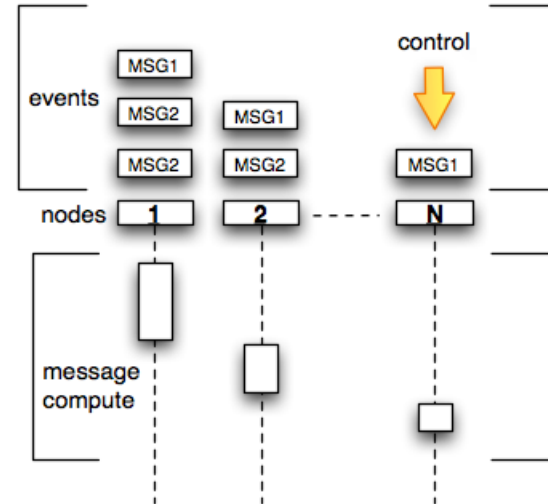 control
MSG1
events
MSG2
MSG1
MSG2
MSG2
MSG1
nodes
1
2
N
message
compute